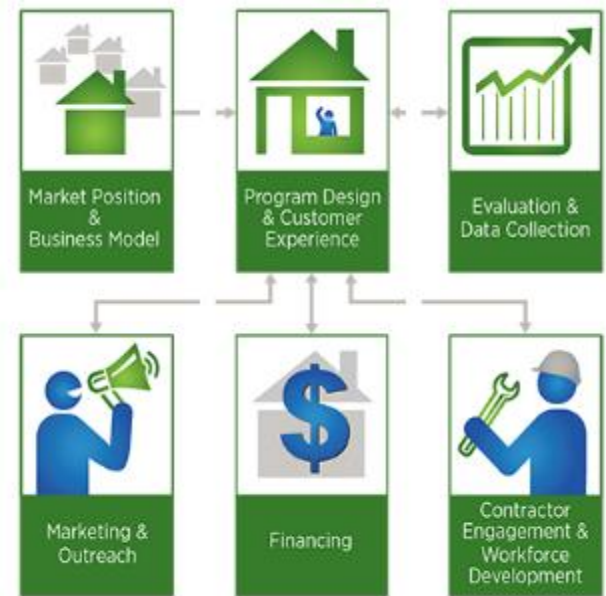 Market Position
&
Business Model
Program Design
& Customer
Experience
Evaluation &
Data Collection
Marketing &
Outreach
$
Financing
Contractor
Engagement &
Workforce
Development